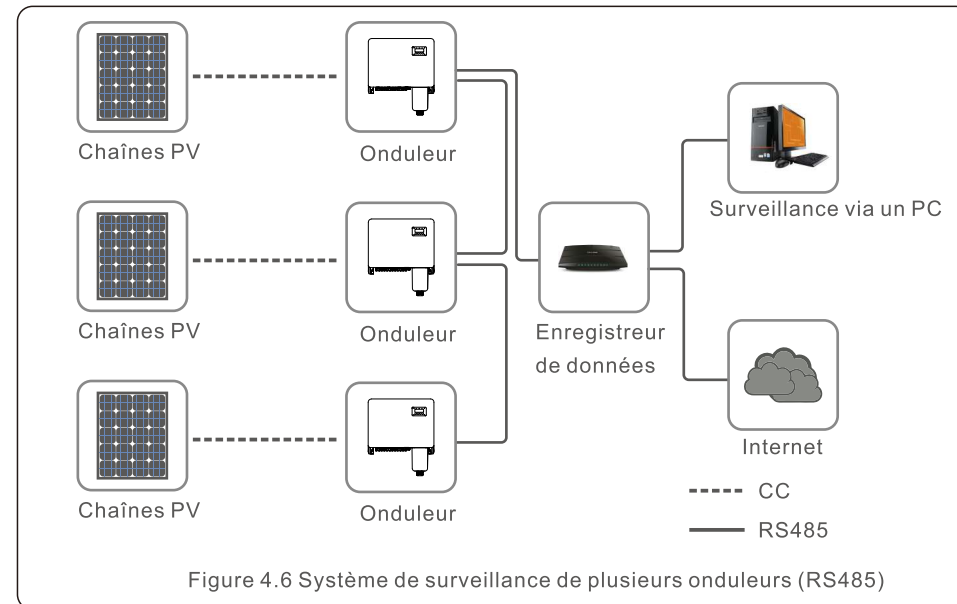 Chaînes PV
Onduleur
Surveillance via un PC
Chaînes PV
Onduleur
Enregistreur
de données
Internet
Chaînes PV
Onduleur
CC
RS485
Figure 4.6 Système de surveillance de plusieurs onduleurs (RS485)